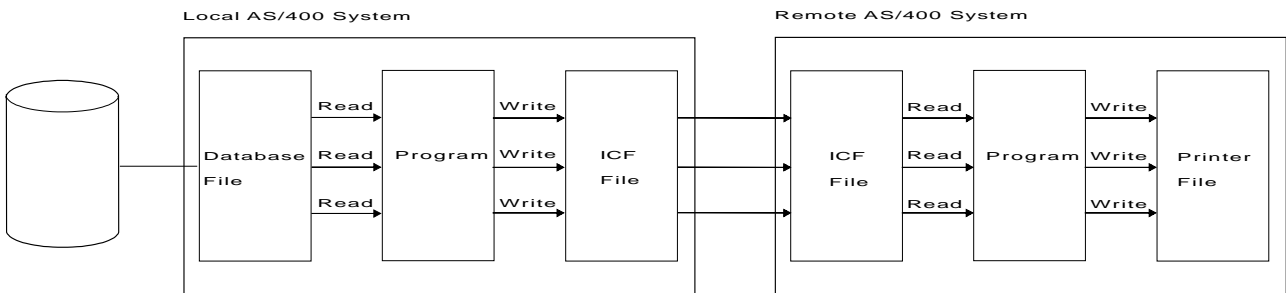 Local AS/400 System
Remote AS/400 System
Read
Write
Read
Write
Database
File
Read
Program
Write
ICF
File
ICF
File
Read
Program
Write
Printer
File
Read
Write
Read
Write